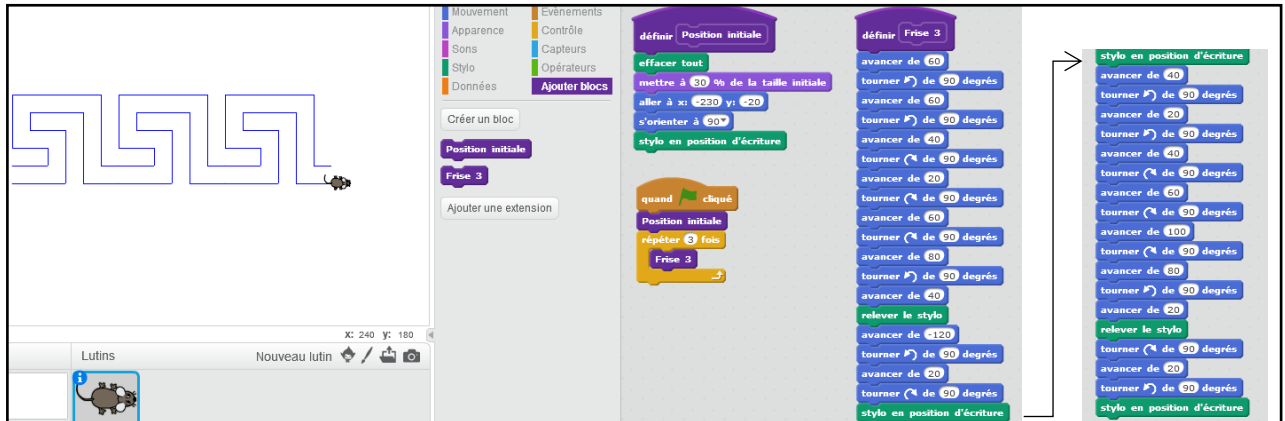 Mouvement
Evènements
Apparence
Contrôle
Sons
Capteurs
Stylo
Opérateurs
Données
Ajouter blocs
Créer un bloc
Position initiale
Frise 3
Ajouter une extension
définir Position initiale
effacer tout
mettre à 30 % de la taille initiale
aller à x: -230 y: -20
s'orienter à 90
stylo en position d'écriture
quand cliqué
Position initiale
répéter 3 fois
Frise 3
définir Frise 3
avancer de 60
tourner de 90 degrés
avancer de 60
tourner de 90 degrés
avancer de 40
tourner de 90 degrés
avancer de 20
tourner de 90 degrés
avancer de 60
tourner de 90 degrés
avancer de 80
tourner de 90 degrés
avancer de 40
relever le stylo
avancer de -120
tourner de 90 degrés
avancer de 20
tourner de 90 degrés
stylo en position d'écriture
stylo en position d'écriture
avancer de 40
tourner de 90 degrés
avancer de 20
tourner de 90 degrés
avancer de 40
tourner de 90 degrés
avancer de 60
tourner de 90 degrés
avancer de 100
tourner de 90 degrés
avancer de 80
tourner de 90 degrés
avancer de 20
relever le stylo
tourner de 90 degrés
avancer de 20
tourner de 90 degrés
stylo en position d'écriture
x: 240 y: 180
Lutins
Nouveau lutin